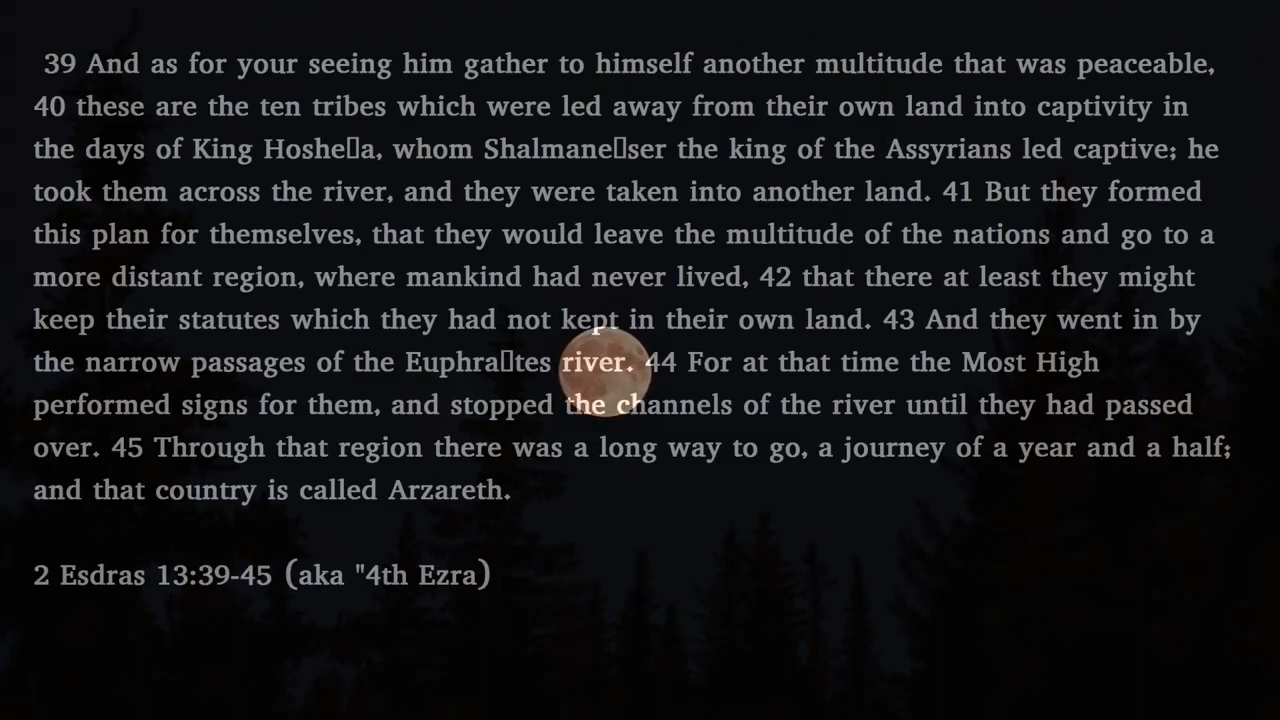 39 And as for your seeing him gather to himself another multitude that was peaceable,
40 these are the ten tribes which were led away from their own land into captivity in
the days of King Hoshe▯a, whom Shalmane▯ser the king of the Assyrians led captive; he
took them across the river, and they were taken into another land. 41 But they formed
this plan for themselves, that they would leave the multitude of the nations and go to a
more distant region, where mankind had never lived, 42 that there at least they might
keep their statutes which they had not kept in their own land. 43 And they went in by
the narrow passages of the Euphra▯tes river. 44 For at that time the Most High
performed signs for them, and stopped the channels of the river until they had passed
over. 45 Through that region there was a long way to go, a journey of a year and a half;
and that country is called Arzareth.
2 Esdras 13:39-45 (aka "4th Ezra)